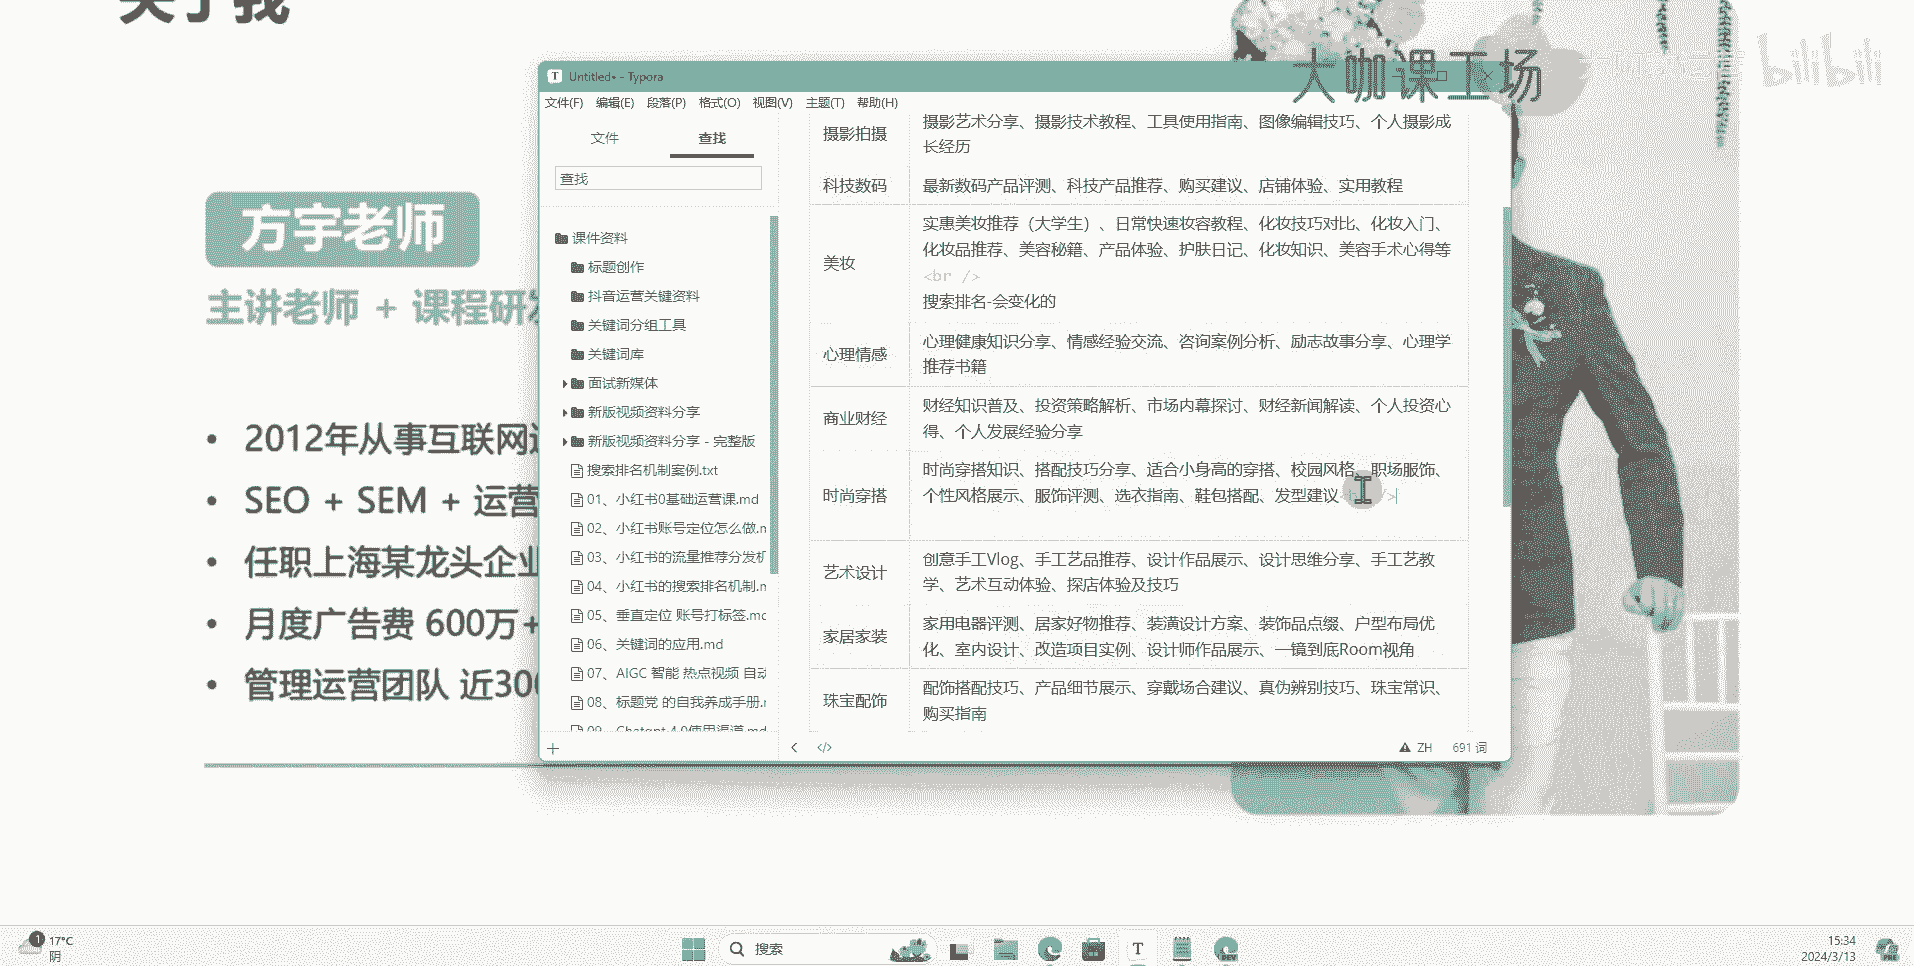 关于我
大咖课工场
bilibili
方宇老师
主讲老师 + 课程研发
2012年从事互联网运
SEO + SEM + 运营
任职上海某龙头企业
月度广告费 600万+
管理运营团队 近300
Untitled• - Typora
文件(F) 编辑(E) 段落(P) 格式(O) 视图(V) 主题(T) 帮助(H)
文件 查找
查找
课件资料
标题创作
抖音运营关键资料
关键词分组工具
关键词库
面试新媒体
新版视频资料分享
新版视频资料分享 - 完整版
搜索排名机制案例.txt
01、小红书0基础运营课.md
02、小红书账号定位怎么做.m
03、小红书的流量推荐分发机
04、小红书的搜索排名机制.m
05、垂直定位 账号打标签.md
06、关键词的应用.md
07、AIGC 智能 热点视频 自动
08、标题党 的自我养成手册.m
09、Chatgpt 4.0使用渠道.md
摄影拍摄
摄影艺术分享、摄影技术教程、工具使用指南、图像编辑技巧、个人摄影成
长经历
科技数码
最新数码产品评测、科技产品推荐、购买建议、店铺体验、实用教程
美妆
实惠美妆推荐（大学生）、日常快速妆容教程、化妆技巧对比、化妆入门、
化妆品推荐、美容秘籍、产品体验、护肤日记、化妆知识、美容手术心得等
<br />
搜索排名-会变化的
心理情感
心理健康知识分享、情感经验交流、咨询案例分析、励志故事分享、心理学
推荐书籍
商业财经
财经知识普及、投资策略解析、市场内幕探讨、财经新闻解读、个人投资心
得、个人发展经验分享
时尚穿搭
时尚穿搭知识、搭配技巧分享、适合小身高的穿搭、校园风格、职场服饰、
个性风格展示、服饰评测、选衣指南、鞋包搭配、发型建议
艺术设计
创意手工Vlog、手工艺品推荐、设计作品展示、设计思维分享、手工艺教
学、艺术互动体验、探店体验及技巧
家居家装
家用电器评测、居家好物推荐、装潢设计方案、装饰品点缀、户型布局优
化、室内设计、改造项目实例、设计师作品展示、一镜到底Room视角
珠宝配饰
配饰搭配技巧、产品细节展示、穿戴场合建议、真伪辨别技巧、珠宝常识、
购买指南
ZH 691 词
1
17°C
阴
搜索
T
DEV
15:34
2024/3/13
PRE